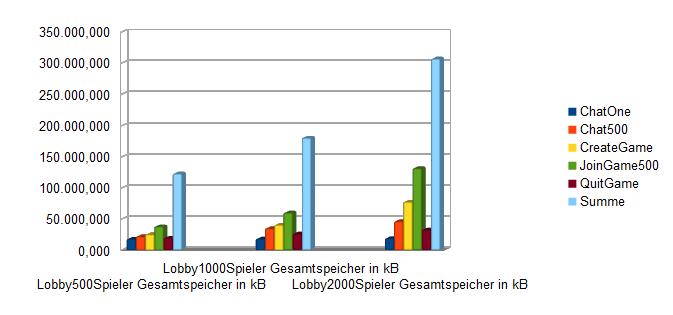 350.000,000
300.000,000
250.000,000
200.000,000
150.000,000
100.000,000
50.000,000
0,000
Lobby1000Spieler Gesamtspeicher in kB
Lobby500Spieler Gesamtspeicher in kB
Lobby2000Spieler Gesamtspeicher in kB
ChatOne
Chat500
CreateGame
JoinGame500
QuitGame
Summe